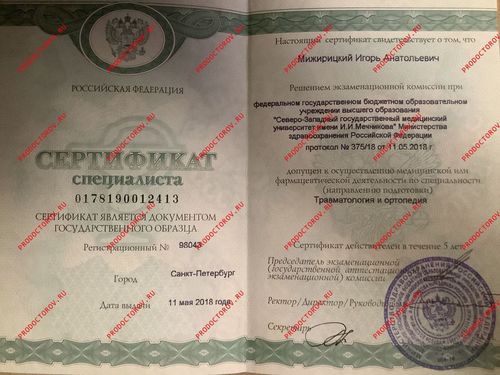 РОССИЙСКАЯ ФЕДЕРАЦИЯ
СЕРТИФИКАТ
специалиста
0178190012413
СЕРТИФИКАТ ЯВЛЯЕТСЯ ДОКУМЕНТОМ
ГОСУДАРСТВЕННОГО ОБРАЗЦА
Регистрационный № 98043
Город Санкт-Петербург
Дата выдачи 11 мая 2018 года
Настоящий сертификат свидетельствует о том, что
Мижирицкий Игорь Анатольевич
Решением экзаменационной комиссии при
федеральном государственном бюджетном образовательном
учреждении высшего образования
"Северо-Западный государственный медицинский
университет имени И.И.Мечникова" Министерства
здравоохранения Российской Федерации
протокол № 375/18 от 11.05.2018 г.
допущен к осуществлению медицинской или
фармацевтической деятельности по специальности
(направлению подготовки)
Травматология и ортопедия
Сертификат действителен в течение 5 лет
Председатель экзаменационной
(государственной аттестационной,
экзаменационной) комиссии
Ректор/Директор/Руководитель
Секретарь
PRODOCTOROV.RU